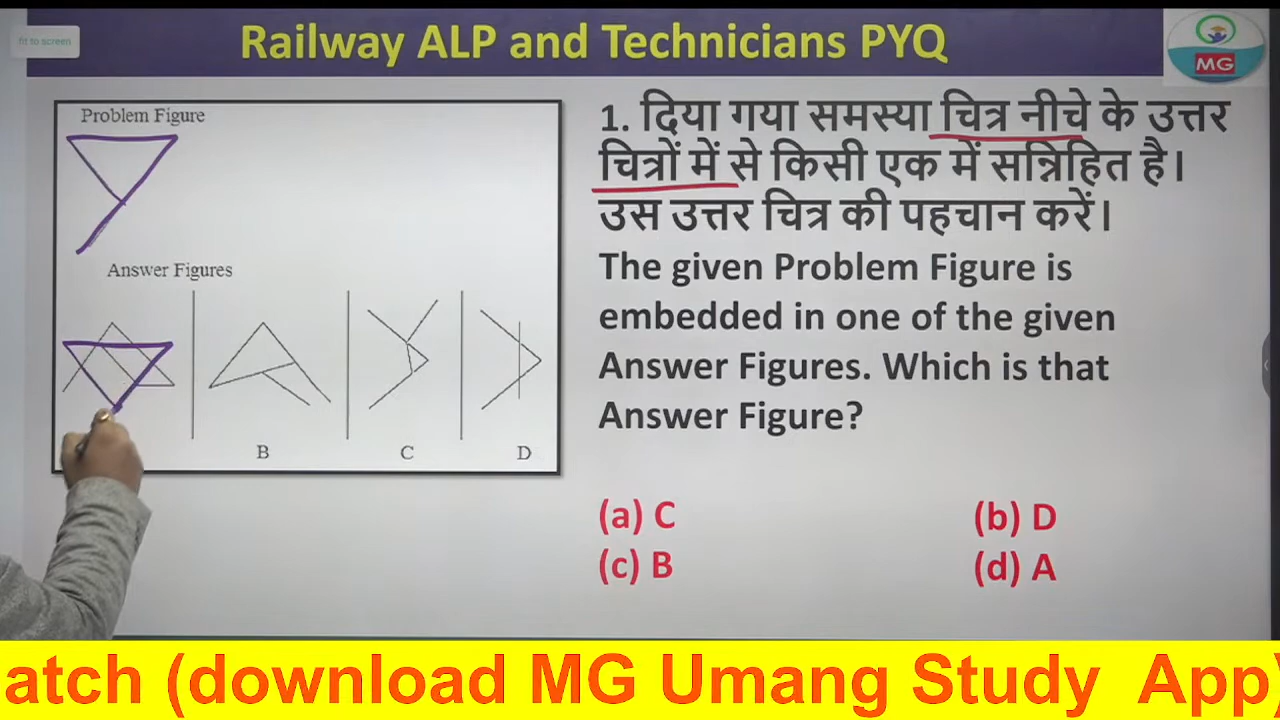 fit to screen
Railway ALP and Technicians PYQ
MG
Problem Figure
Answer Figures
B
C
D
1. दिया गया समस्या चित्र नीचे के उत्तर
चित्रों में से किसी एक में सन्निहित है।
उस उत्तर चित्र की पहचान करें।
The given Problem Figure is
embedded in one of the given
Answer Figures. Which is that
Answer Figure?
(a) C
(b) D
(c) B
(d) A
atch (download MG Umang Study App)